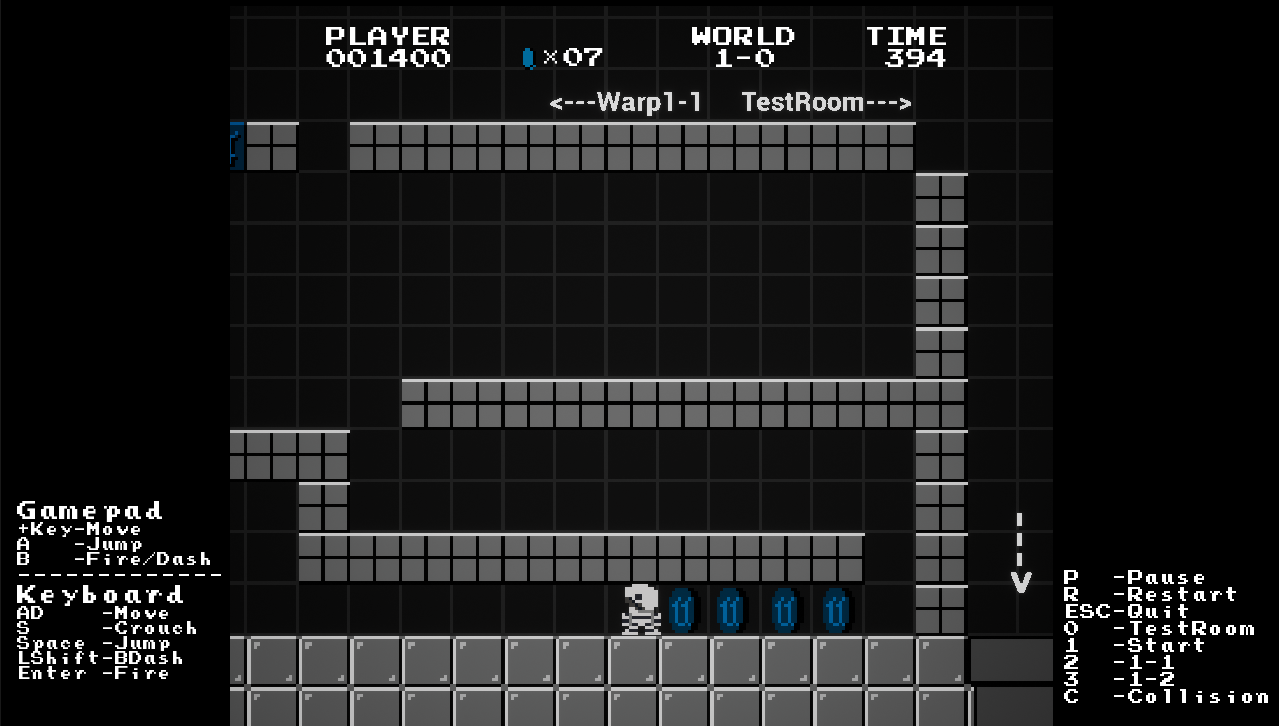 PLAYER
001400
×07
WORLD
1-0
TIME
394
<---Warp1-1
TestRoom--->
Gamepad
+Key-Move
A -Jump
B -Fire/Dash
-------------
Keyboard
AD -Move
S -Crouch
Space -Jump
LShift-BDash
Enter -Fire
P -Pause
R -Restart
ESC-Quit
0 -TestRoom
1 -Start
2 -1-1
3 -1-2
C -Collision